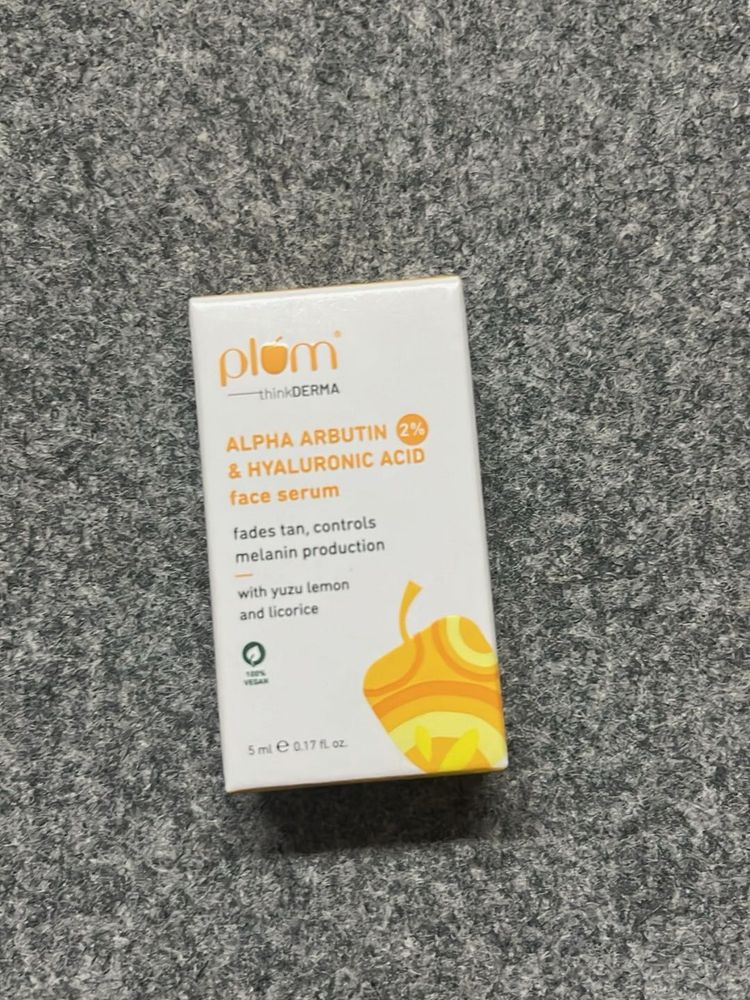 plum®
thinkDERMA
ALPHA ARBUTIN 2%
& HYALURONIC ACID
face serum
fades tan, controls
melanin production
with yuzu lemon
and licorice
100%
VEGAN
5 ml ℮ 0.17 fl. oz.